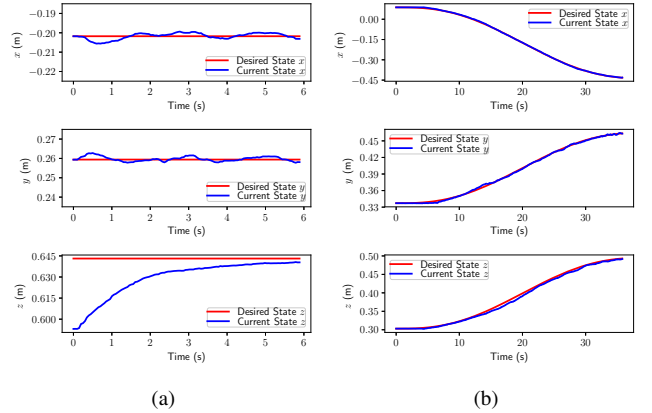 −0.19
−0.20
−0.21
−0.22
x (m)
Desired State x
Current State x
0 1 2 3 4 5 6
Time (s)
0.00
−0.15
−0.30
−0.45
x (m)
Desired State x
Current State x
0 10 20 30
Time (s)
0.27
0.26
0.25
0.24
y (m)
Desired State y
Current State y
0 1 2 3 4 5 6
Time (s)
0.45
0.41
0.37
0.33
y (m)
Desired State y
Current State y
0 10 20 30
Time (s)
0.645
0.630
0.615
0.600
z (m)
Desired State z
Current State z
0 1 2 3 4 5 6
Time (s)
0.50
0.45
0.40
0.35
0.30
z (m)
Desired State z
Current State z
0 10 20 30
Time (s)
(a)
(b)